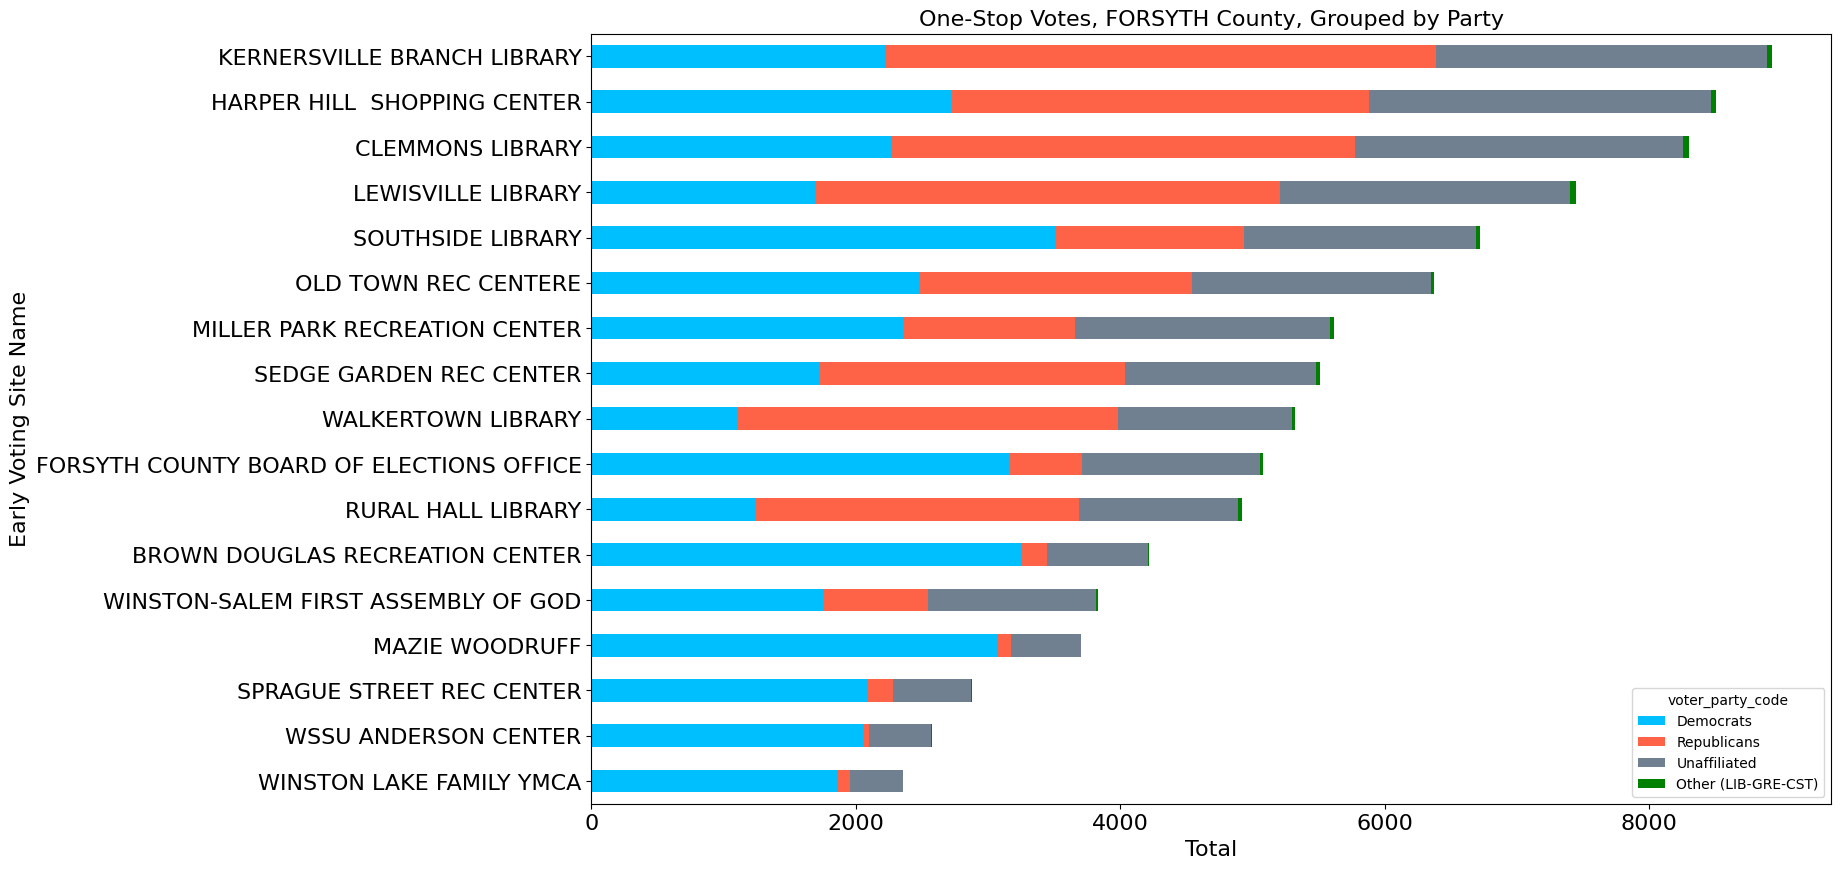 One-Stop Votes, FORSYTH County, Grouped by Party
Early Voting Site Name
KERNERSVILLE BRANCH LIBRARY
HARPER HILL  SHOPPING CENTER
CLEMMONS LIBRARY
LEWISVILLE LIBRARY
SOUTHSIDE LIBRARY
OLD TOWN REC CENTERE
MILLER PARK RECREATION CENTER
SEDGE GARDEN REC CENTER
WALKERTOWN LIBRARY
FORSYTH COUNTY BOARD OF ELECTIONS OFFICE
RURAL HALL LIBRARY
BROWN DOUGLAS RECREATION CENTER
WINSTON-SALEM FIRST ASSEMBLY OF GOD
MAZIE WOODRUFF
SPRAGUE STREET REC CENTER
WSSU ANDERSON CENTER
WINSTON LAKE FAMILY YMCA
voter_party_code
Democrats
Republicans
Unaffiliated
Other (LIB-GRE-CST)
0 2000 4000 6000 8000
Total